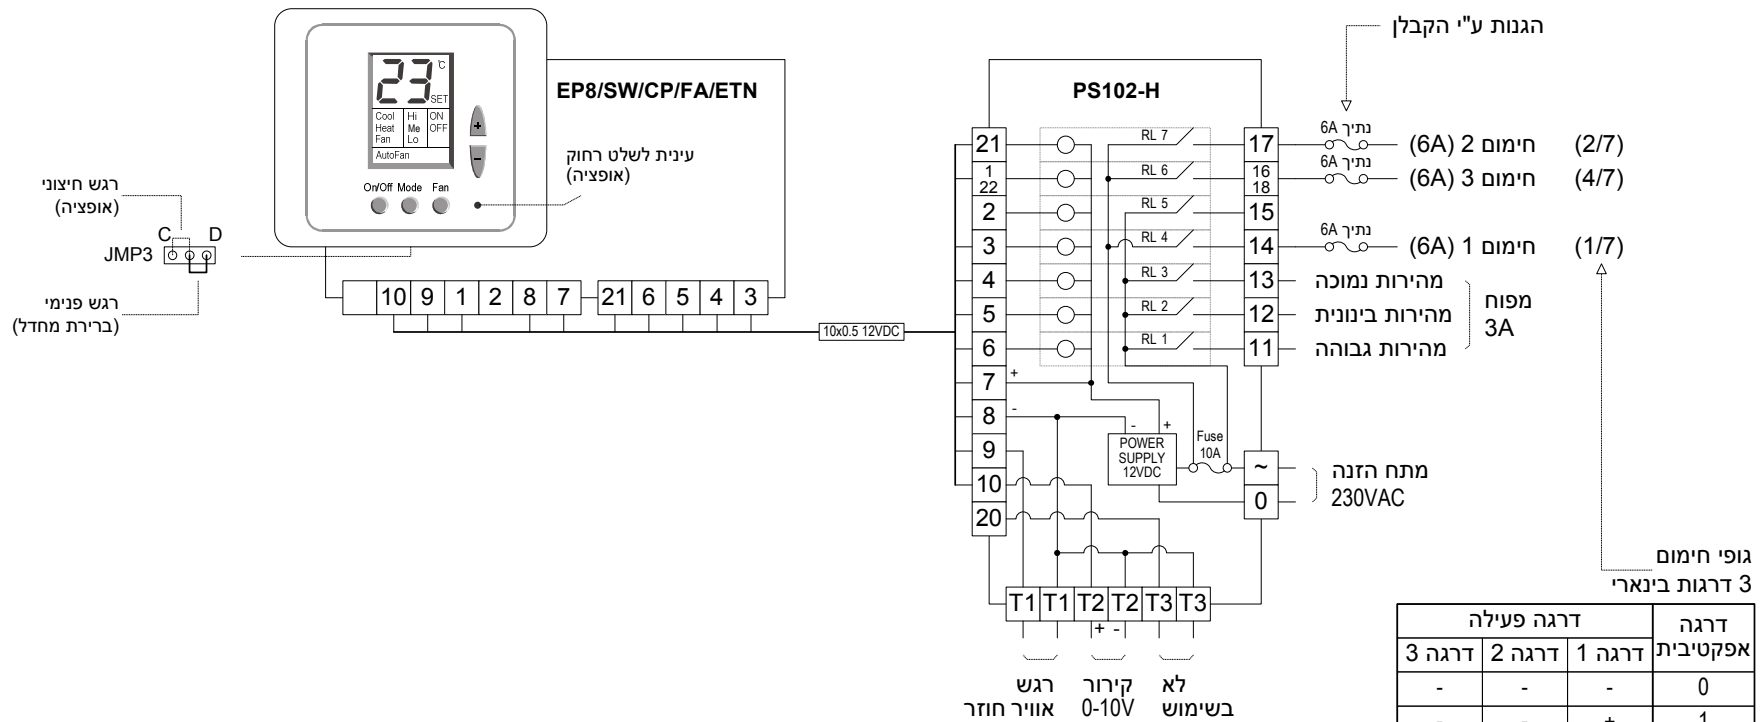 הגנות ע"י הקבלן
EP8/SW/CP/FA/ETN
PS102-H
23 °C
SET
Cool Hi ON
Heat Me OFF
Fan Lo
AutoFan
+
-
On/Off Mode Fan
עינית לשלט רחוק
(אופציה)
רגש חיצוני
(אופציה)
C D
JMP3
רגש פנימי
(ברירת מחדל)
10 9 1 2 8 7 21 6 5 4 3
10x0.5 12VDC
21 RL 7 17 נתיך 6A חימום 2 (6A) (2/7)
1 22 RL 6 16 18 נתיך 6A חימום 3 (6A) (4/7)
2 RL 5 15
3 RL 4 14 נתיך 6A חימום 1 (6A) (1/7)
4 RL 3 13 מהירות נמוכה
5 RL 2 12 מהירות בינונית
6 RL 1 11 מהירות גבוהה
מפוח
3A
7 +
8 -
9
10
20
- +
POWER
SUPPLY
12VDC
Fuse
10A
~
0
מתח הזנה
230VAC
T1 T1 T2 T2 T3 T3
+ -
רגש
אוויר חוזר
קירור
0-10V
לא
בשימוש
גופי חימום
3 דרגות בינארי
דרגה
אפקטיבית
דרגה פעילה
דרגה 1 דרגה 2 דרגה 3
0 - - -
1 + - -